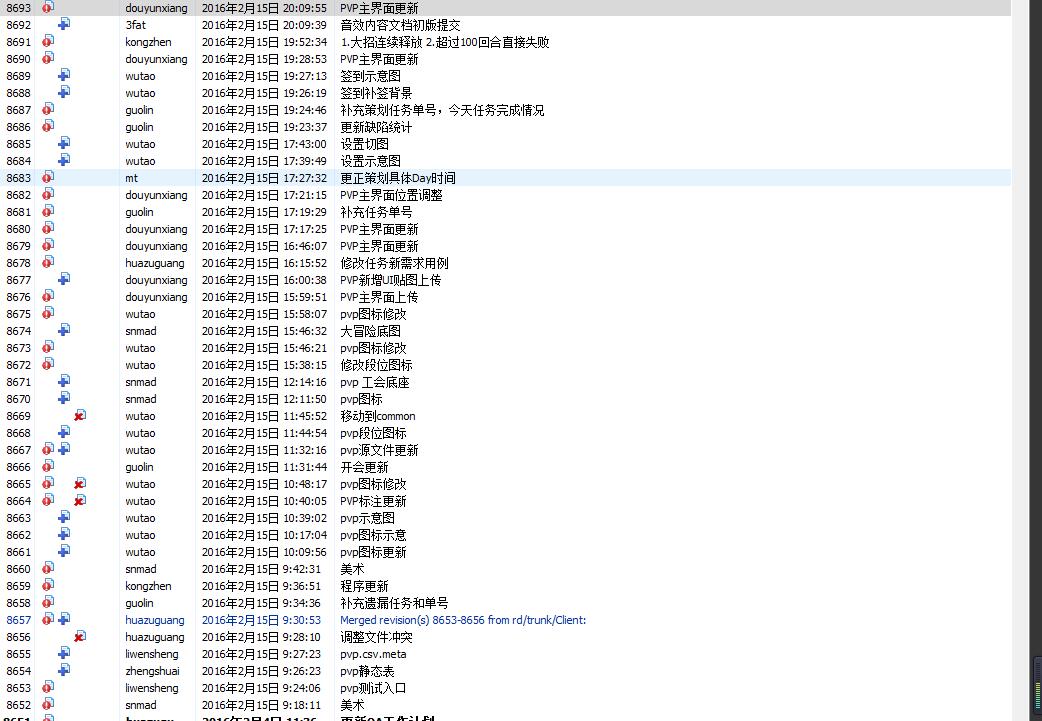 8693 douyunxiang 2016年2月15日 20:09:55 PVP主界面更新
8692 3fat 2016年2月15日 20:09:39 音效内容文档初版提交
8691 kongzhen 2016年2月15日 19:52:34 1.大招连续释放 2.超过100回合直接失败
8690 douyunxiang 2016年2月15日 19:28:53 PVP主界面更新
8689 wutao 2016年2月15日 19:27:13 签到示意图
8688 wutao 2016年2月15日 19:26:19 签到补签背景
8687 guolin 2016年2月15日 19:24:46 补充策划任务单号，今天任务完成情况
8686 guolin 2016年2月15日 19:23:37 更新缺陷统计
8685 wutao 2016年2月15日 17:43:00 设置切图
8684 wutao 2016年2月15日 17:39:49 设置示意图
8683 mt 2016年2月15日 17:27:32 更正策划具体Day时间
8682 douyunxiang 2016年2月15日 17:21:15 PVP主界面位置调整
8681 guolin 2016年2月15日 17:19:29 补充任务单号
8680 douyunxiang 2016年2月15日 17:17:25 PVP主界面更新
8679 douyunxiang 2016年2月15日 16:46:07 PVP主界面更新
8678 huazuguang 2016年2月15日 16:15:52 修改任务新需求用例
8677 douyunxiang 2016年2月15日 16:00:38 PVP新增UI贴图上传
8676 douyunxiang 2016年2月15日 15:59:51 PVP主界面上传
8675 wutao 2016年2月15日 15:58:07 pvp图标修改
8674 snmad 2016年2月15日 15:46:32 大冒险底图
8673 wutao 2016年2月15日 15:46:21 pvp图标修改
8672 wutao 2016年2月15日 15:38:15 修改段位图标
8671 snmad 2016年2月15日 12:14:16 pvp 工会底座
8670 snmad 2016年2月15日 12:11:50 pvp图标
8669 wutao 2016年2月15日 11:45:52 移动到common
8668 wutao 2016年2月15日 11:44:54 pvp段位图标
8667 wutao 2016年2月15日 11:32:16 pvp源文件更新
8666 guolin 2016年2月15日 11:31:44 开会更新
8665 wutao 2016年2月15日 10:48:17 pvp图标修改
8664 wutao 2016年2月15日 10:40:05 PVP标注更新
8663 wutao 2016年2月15日 10:39:02 pvp示意图
8662 wutao 2016年2月15日 10:17:04 pvp图标示意
8661 wutao 2016年2月15日 10:09:56 pvp图标更新
8660 snmad 2016年2月15日 9:42:31 美术
8659 kongzhen 2016年2月15日 9:36:51 程序更新
8658 guolin 2016年2月15日 9:34:36 补充遗漏任务和单号
8657 huazuguang 2016年2月15日 9:30:53 Merged revision(s) 8653-8656 from rd/trunk/Client:
8656 huazuguang 2016年2月15日 9:28:10 调整文件冲突
8655 liwensheng 2016年2月15日 9:27:23 pvp.csv.meta
8654 zhengshuai 2016年2月15日 9:26:23 pvp静态表
8653 liwensheng 2016年2月15日 9:24:06 pvp测试入口
8652 snmad 2016年2月15日 9:18:11 美术
8651 2016年2月4日 11:36 更新QA工作计划